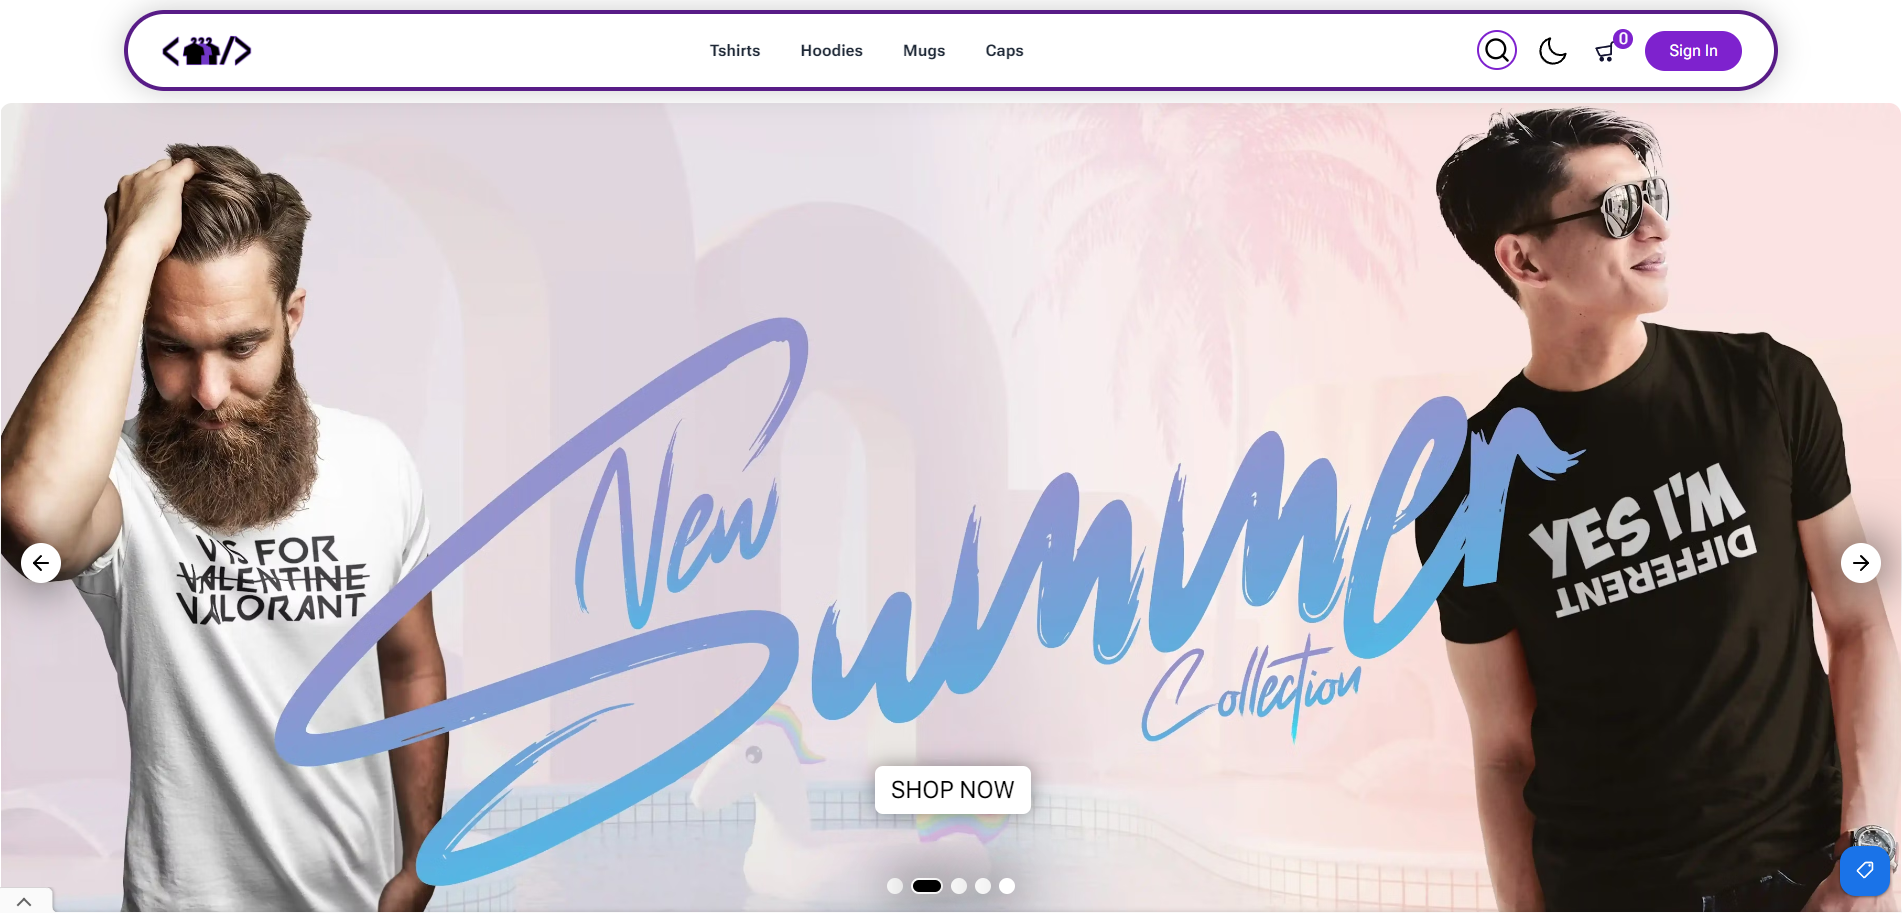 Tshirts
Hoodies
Mugs
Caps
0
Sign In
New
Summer
Collection
V IS FOR
VALENTINE
VALORANT
YES I'M
DIFFERENT
SHOP NOW